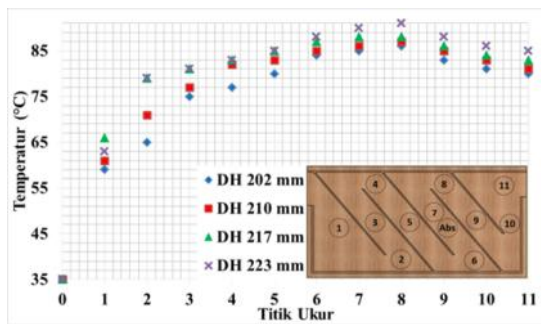 85
75
65
55
45
35
Temperatur (°C)
DH 202 mm
DH 210 mm
DH 217 mm
DH 223 mm
4
8
11
1
3
5
7
9
10
Abs
2
6
0 1 2 3 4 5 6 7 8 9 10 11
Titik Ukur